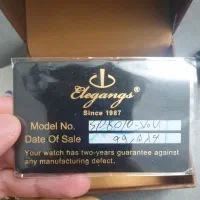 Elegangs®
Since 1987
Model No.
Date Of Sale
Your watch has two-years guarantee against
any manufacturing defect.